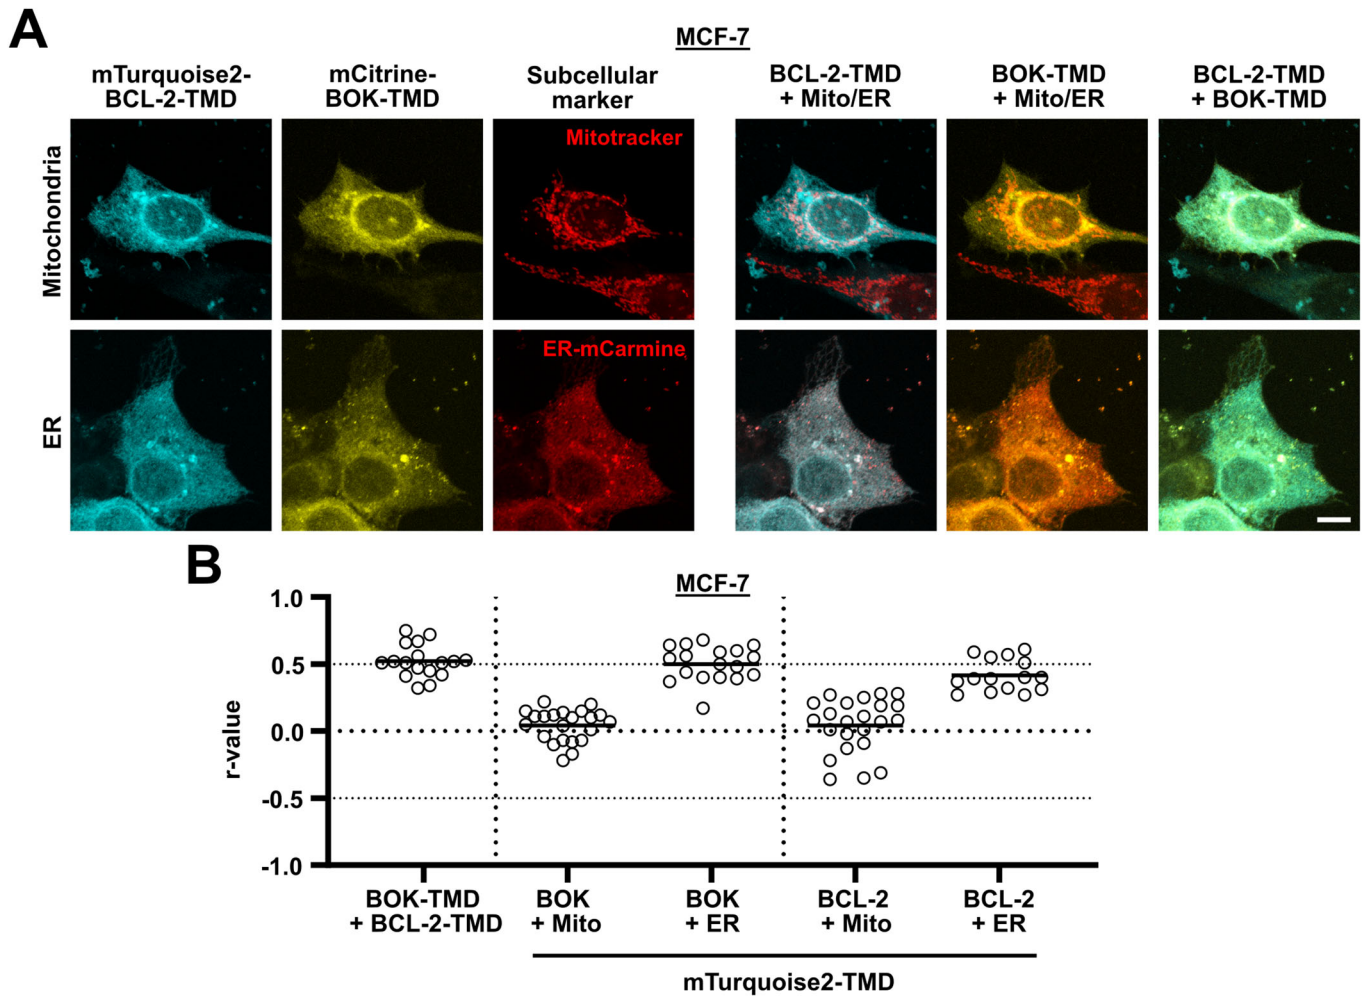 A
MCF-7
mTurquoise2-
BCL-2-TMD
mCitrine-
BOK-TMD
Subcellular
marker
BCL-2-TMD
+ Mito/ER
BOK-TMD
+ Mito/ER
BCL-2-TMD
+ BOK-TMD
Mitochondria
Mitotracker
ER
ER-mCarmine
B
MCF-7
r-value
1.0
0.5
0.0
-0.5
-1.0
BOK-TMD
+ BCL-2-TMD
BOK
+ Mito
BOK
+ ER
BCL-2
+ Mito
BCL-2
+ ER
mTurquoise2-TMD